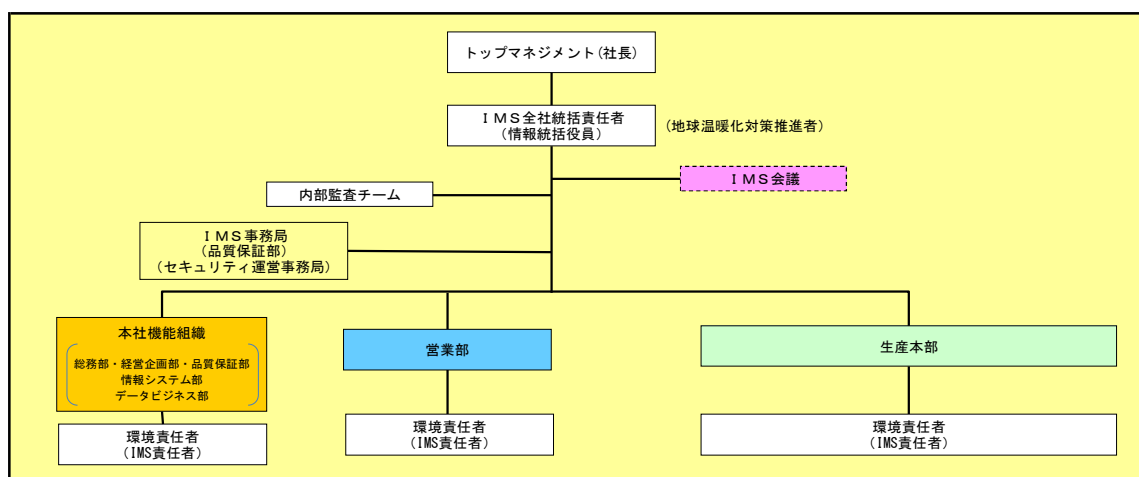 トップマネジメント(社長)
ＩＭＳ全社統括責任者
(情報統括役員)
(地球温暖化対策推進者)
ＩＭＳ会議
内部監査チーム
ＩＭＳ事務局
(品質保証部)
(セキュリティ運営事務局)
本社機能組織
総務部・経営企画部・品質保証部
情報システム部
データビジネス部
営業部
生産本部
環境責任者
(IMS責任者)
環境責任者
(IMS責任者)
環境責任者
(IMS責任者)